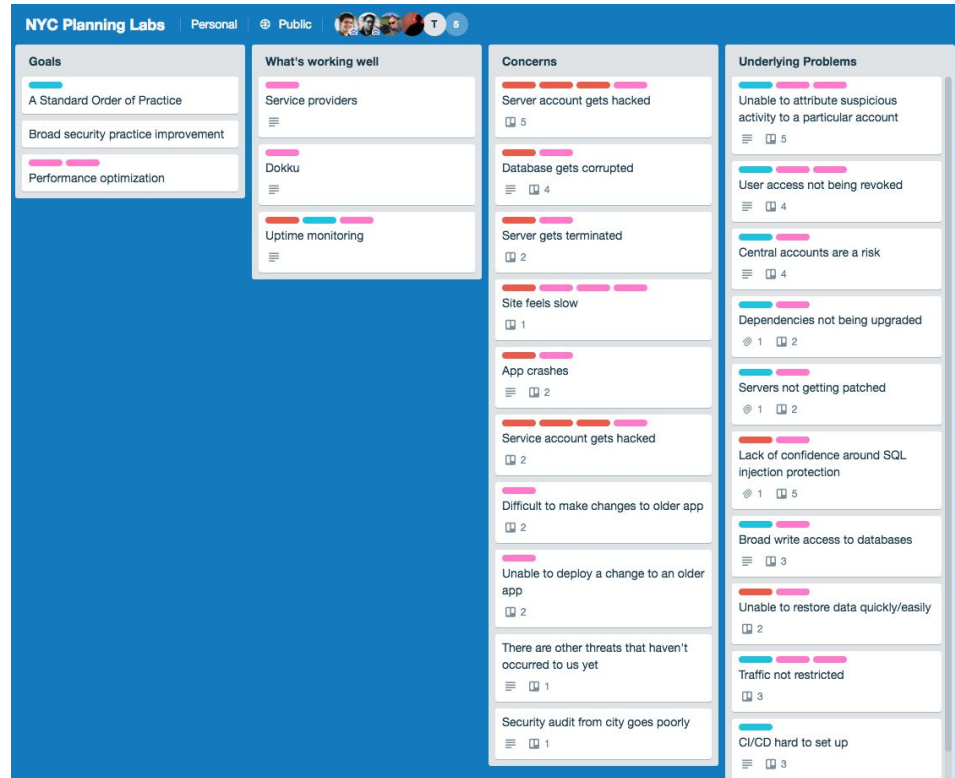 NYC Planning Labs Personal Public T 5
Goals
A Standard Order of Practice
Broad security practice improvement
Performance optimization
What's working well
Service providers
Dokku
Uptime monitoring
Concerns
Server account gets hacked
5
Database gets corrupted
4
Server gets terminated
2
Site feels slow
1
App crashes
2
Service account gets hacked
2
Difficult to make changes to older app
2
Unable to deploy a change to an older
app
2
There are other threats that haven't
occurred to us yet
1
Security audit from city goes poorly
1
Underlying Problems
Unable to attribute suspicious
activity to a particular account
5
User access not being revoked
4
Central accounts are a risk
4
Dependencies not being upgraded
1 2
Servers not getting patched
1 2
Lack of confidence around SQL
injection protection
1 5
Broad write access to databases
3
Unable to restore data quickly/easily
2
Traffic not restricted
3
CI/CD hard to set up
3